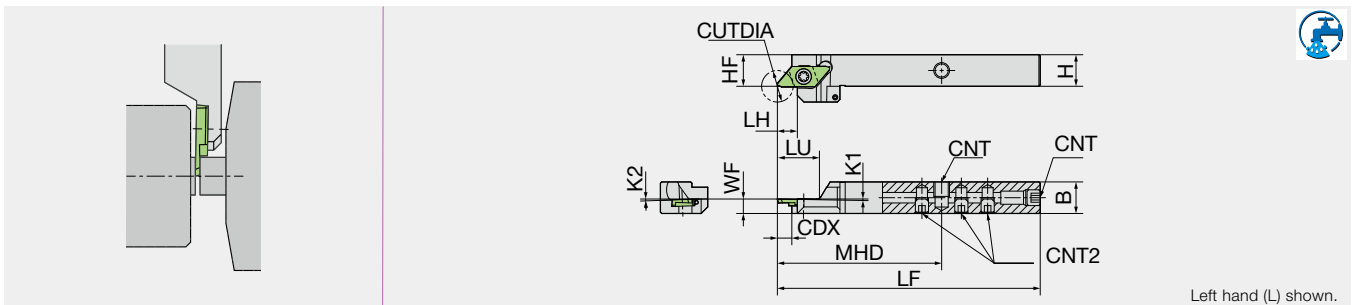 CUTDIA
HF
H
LH
LU
K1
CNT
CNT
K2
WF
B
CDX
MHD
CNT2
LF
Left hand (L) shown.